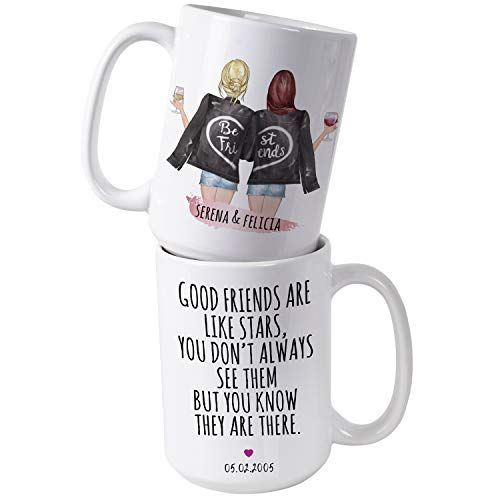 Be st
Fri ends
SERENA & FELICIA
GOOD FRIENDS ARE
LIKE STARS,
YOU DON'T ALWAYS
SEE THEM
BUT YOU KNOW
THEY ARE THERE.
05.02.2005